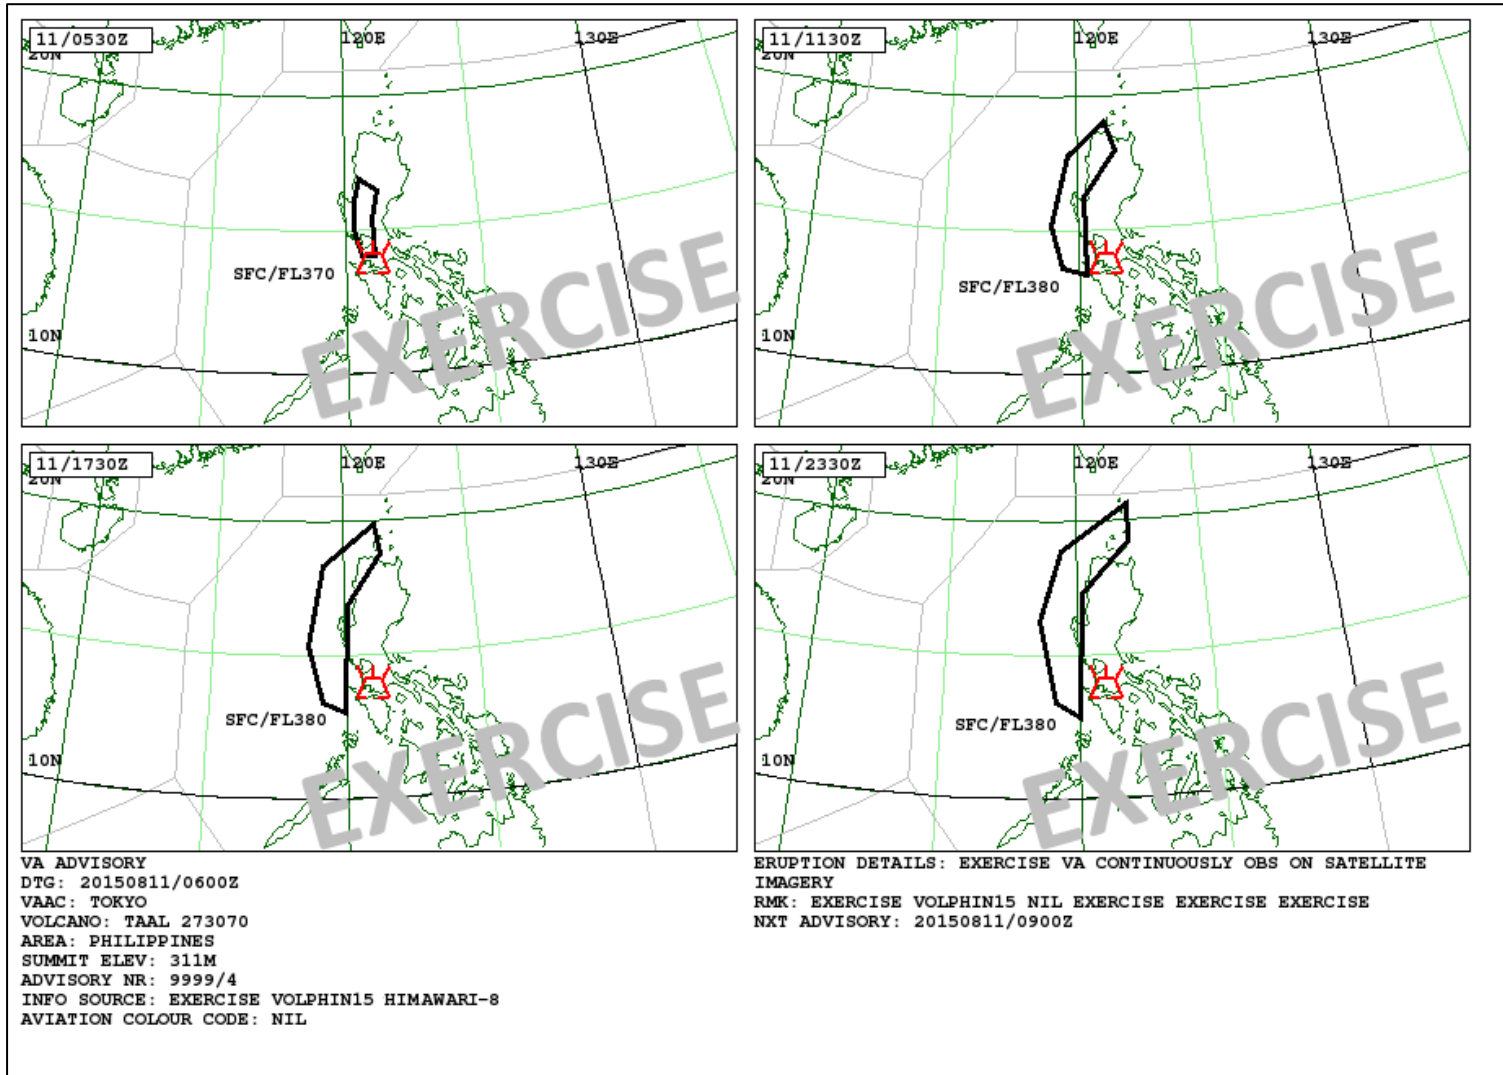 11/0530Z
120E
130E
20N
SFC/FL370
10N
EXERCISE
11/1130Z
120E
130E
20N
SFC/FL380
10N
EXERCISE
11/1730Z
120E
130E
20N
SFC/FL380
10N
EXERCISE
11/2330Z
120E
130E
20N
SFC/FL380
10N
EXERCISE
VA ADVISORY
DTG: 20150811/0600Z
VAAC: TOKYO
VOLCANO: TAAL 273070
AREA: PHILIPPINES
SUMMIT ELEV: 311M
ADVISORY NR: 9999/4
INFO SOURCE: EXERCISE VOLPHIN15 HIMAWARI-8
AVIATION COLOUR CODE: NIL
ERUPTION DETAILS: EXERCISE VA CONTINUOUSLY OBS ON SATELLITE
IMAGERY
RMK: EXERCISE VOLPHIN15 NIL EXERCISE EXERCISE EXERCISE
NXT ADVISORY: 20150811/0900Z